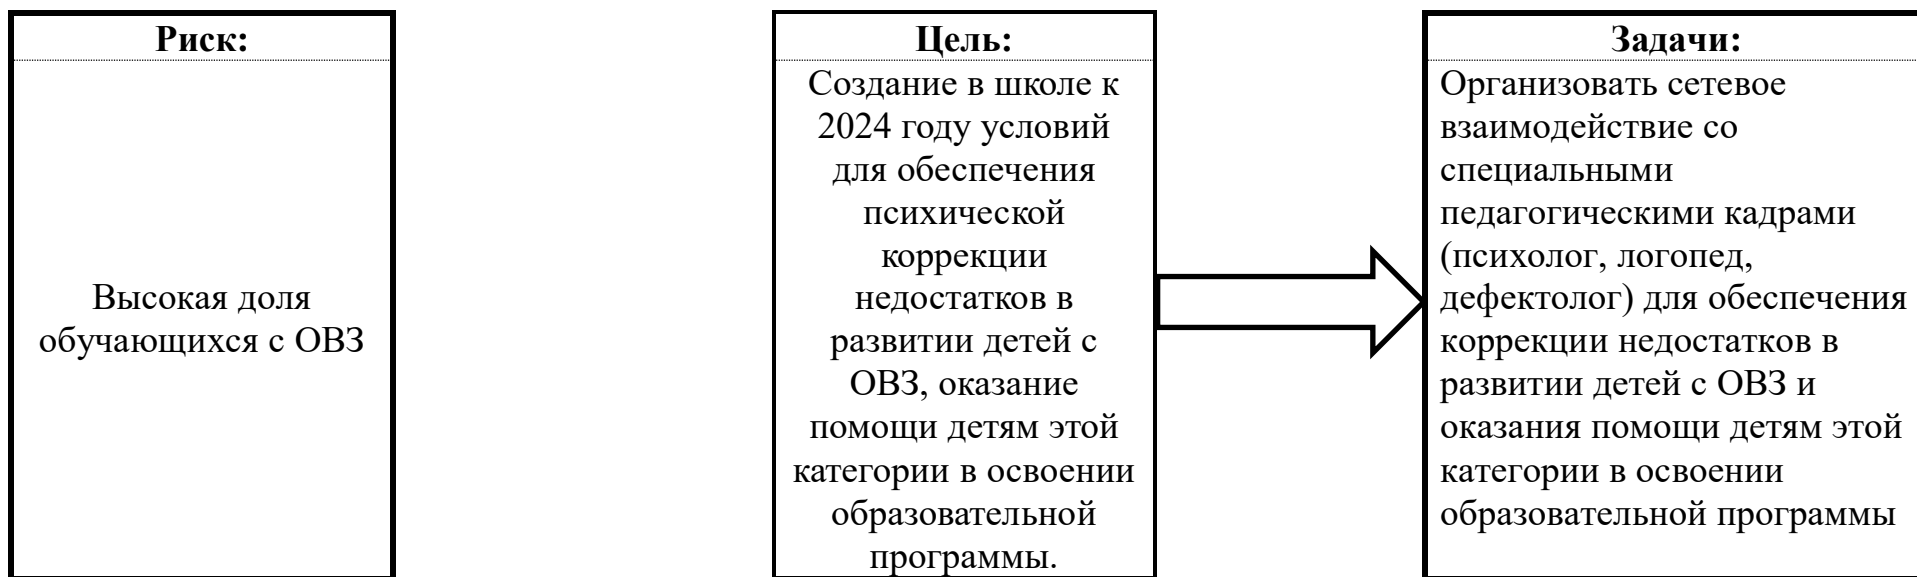 Риск:
Высокая доля
обучающихся с ОВЗ
Цель:
Создание в школе к
2024 году условий
для обеспечения
психической
коррекции
недостатков в
развитии детей с
ОВЗ, оказание
помощи детям этой
категории в освоении
образовательной
программы.
Задачи:
Организовать сетевое
взаимодействие со
специальными
педагогическими кадрами
(психолог, логопед,
дефектолог) для обеспечения
коррекции недостатков в
развитии детей с ОВЗ и
оказания помощи детям этой
категории в освоении
образовательной программы